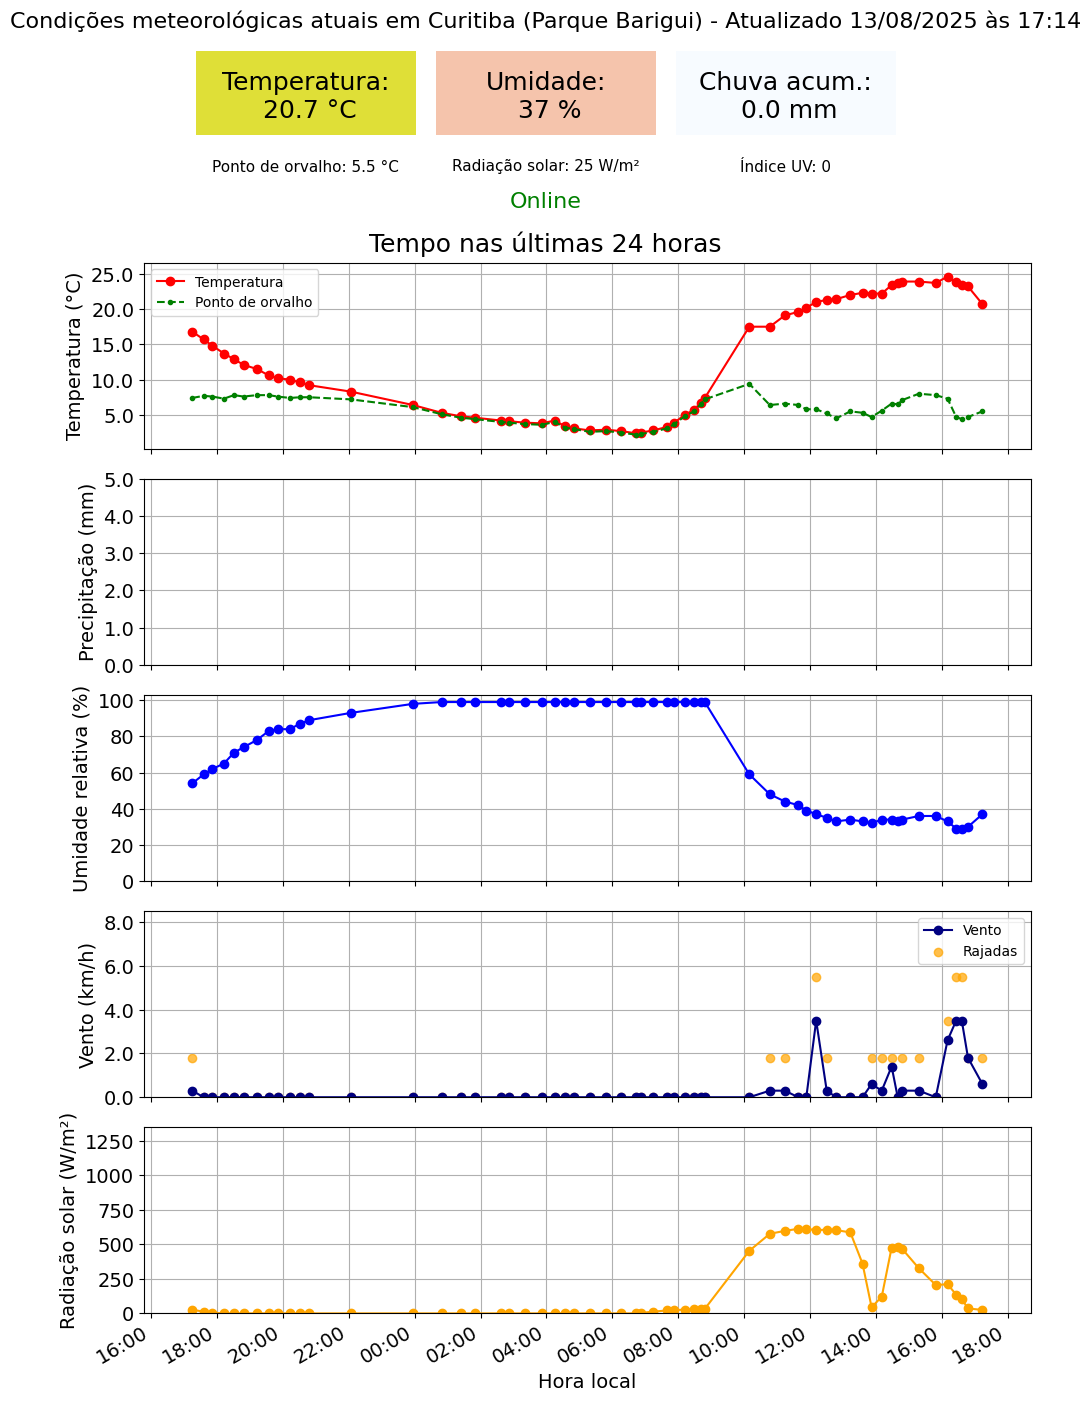 Condições meteorológicas atuais em Curitiba (Parque Barigui) - Atualizado 13/08/2025 às 17:14
Temperatura:
20.7 °C
Umidade:
37 %
Chuva acum.:
0.0 mm
Ponto de orvalho: 5.5 °C
Radiação solar: 25 W/m²
Índice UV: 0
Online
Tempo nas últimas 24 horas
Temperatura (°C)
25.0
20.0
15.0
10.0
5.0
Temperatura
Ponto de orvalho
Precipitação (mm)
5.0
4.0
3.0
2.0
1.0
0.0
Umidade relativa (%)
100
80
60
40
20
0
Vento (km/h)
8.0
6.0
4.0
2.0
0.0
Vento
Rajadas
Radiação solar (W/m²)
1250
1000
750
500
250
0
16:00
18:00
20:00
22:00
00:00
02:00
04:00
06:00
08:00
10:00
12:00
14:00
16:00
18:00
Hora local